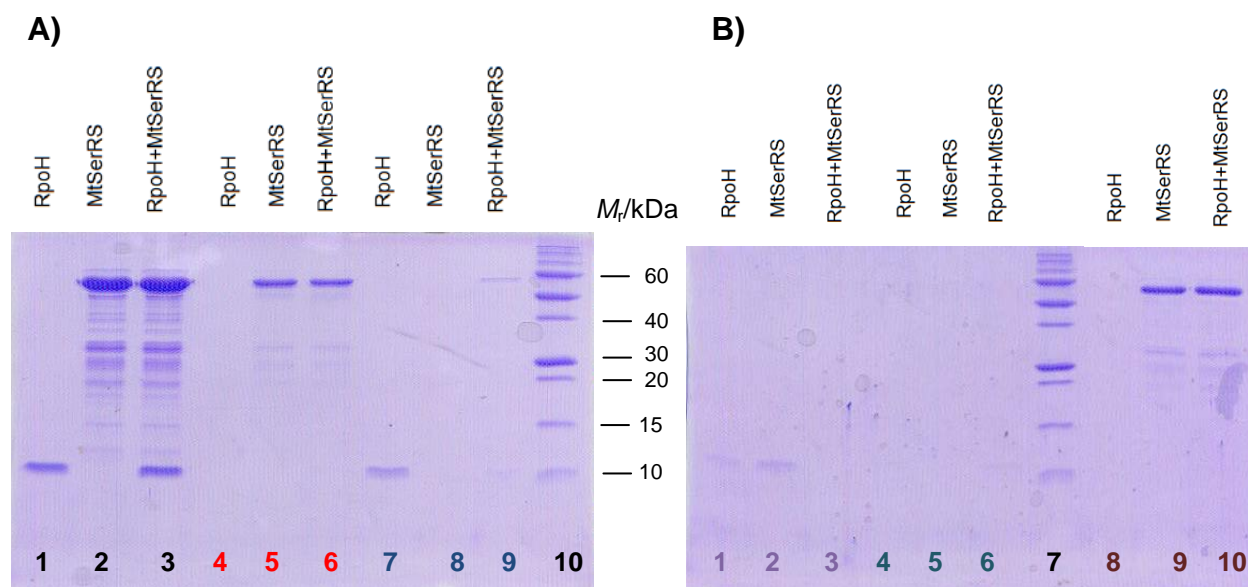 A)
RpoH
MtSerRS
RpoH+MtSerRS
RpoH
MtSerRS
RpoH+MtSerRS
RpoH
MtSerRS
RpoH+MtSerRS
Mr/kDa
60
40
30
20
15
10
1 2 3 4 5 6 7 8 9 10
B)
RpoH
MtSerRS
RpoH+MtSerRS
RpoH
MtSerRS
RpoH+MtSerRS
RpoH
MtSerRS
RpoH+MtSerRS
1 2 3 4 5 6 7 8 9 10